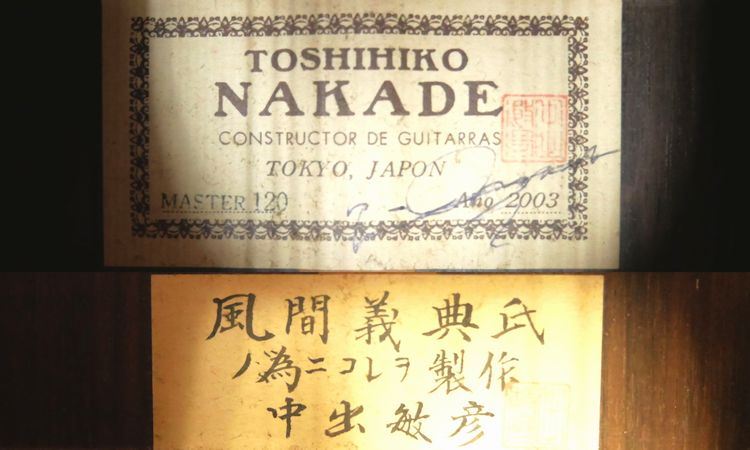 TOSHIHIKO
NAKADE
CONSTRUCTOR DE GUITARRAS
TOKYO, JAPON
MASTER 120 Año 2003
風間義典氏
ノ為ニコレヲ製作
中出敏彦